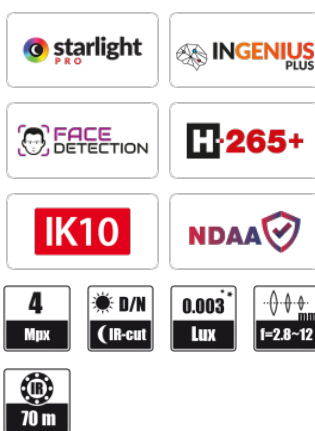 starlight
PRO
INGENIUS
PLUS
FACE
DETECTION
H.265+
IK10
NDAA
4
Mpx
D/N
IR-cut
0.003
Lux
mm
f=2.8~12
IR
70 m